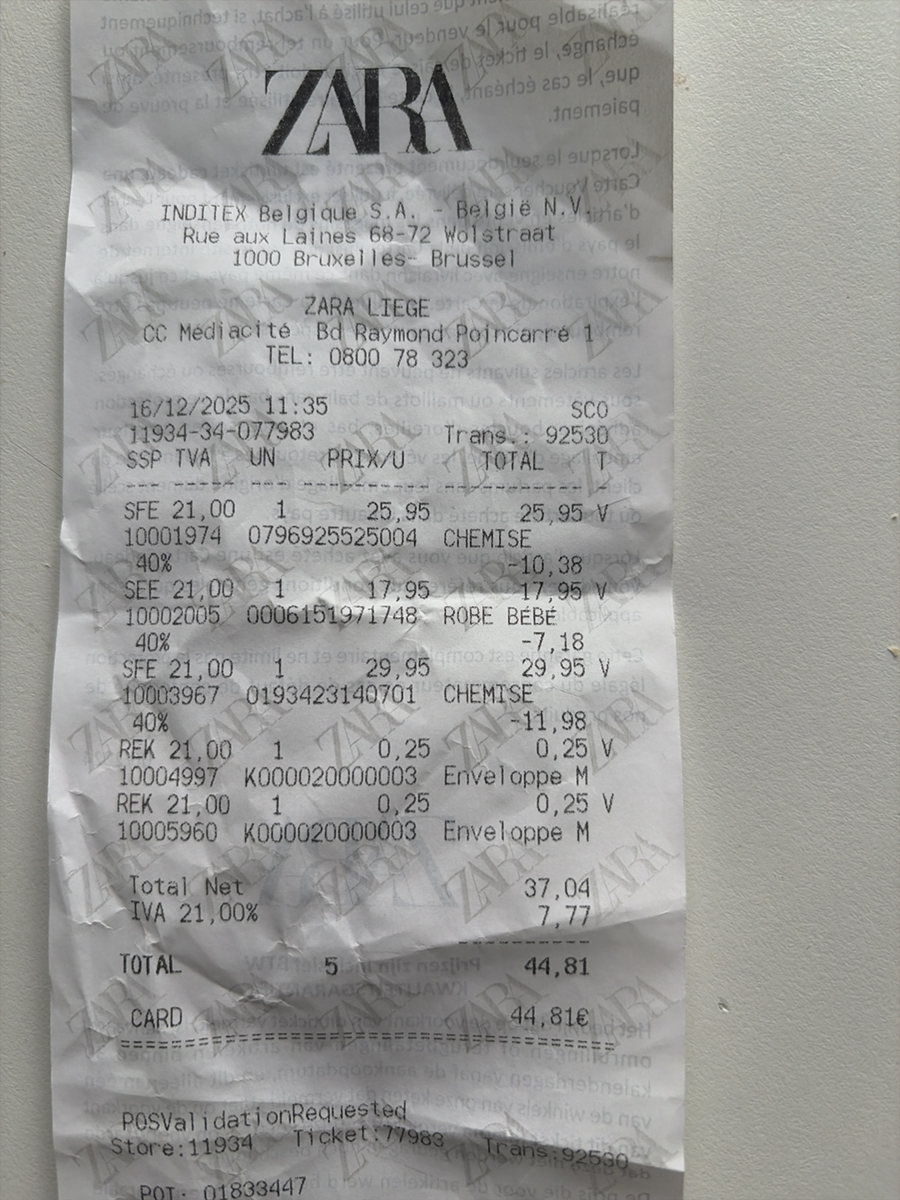 ZARA
INDITEX Belgique S.A. - België N.V.
Rue aux Laines 68-72 Wolstraat
1000 Bruxelles- Brussel
ZARA LIEGE
CC Médiacité Bd Raymond Poincarré 1
TEL: 0800 78 323
16/12/2025 11:35 SCO
11934-34-077983 Trans.: 92530
SSP TVA UN PRIX/U TOTAL T
--- ----- ---- -------- ----------- -
SFE 21,00 1 25,95 25,95 V
10001974 0796925525004 CHEMISE
40% -10,38
SEE 21,00 1 17,95 17,95 V
10002005 0006151971748 ROBE BÉBÉ
40% -7,18
SFE 21,00 1 29,95 29,95 V
10003967 0193423140701 CHEMISE
40% -11,98
REK 21,00 1 0,25 0,25 V
10004997 K000020000003 Enveloppe M
REK 21,00 1 0,25 0,25 V
10005960 K000020000003 Enveloppe M
Total Net 37,04
IVA 21,00% 7,77
----------
TOTAL 5 44,81
CARD 44,81€
======================================
POSValidationRequested
Store:11934 Ticket:77983 Trans:92530
POT: 01833447